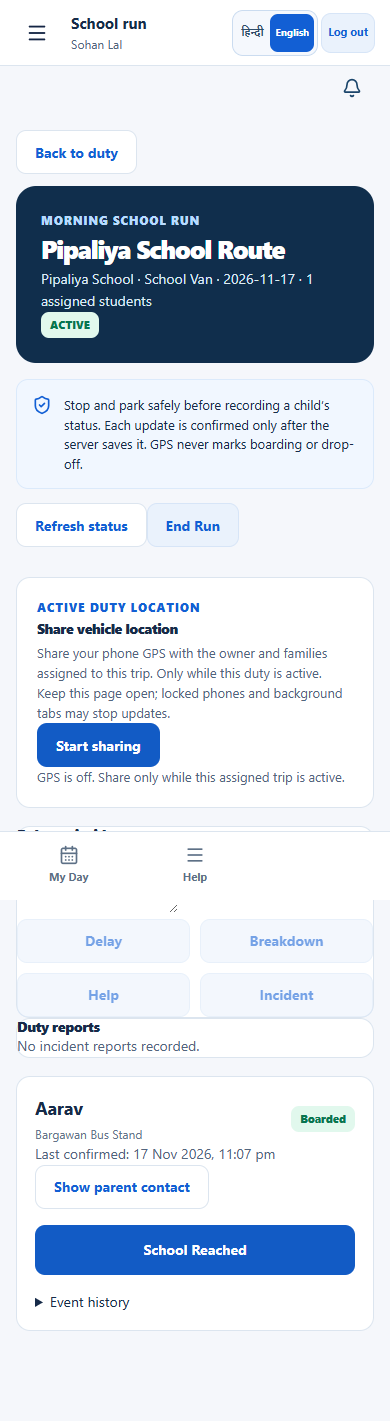 School run
Sohan Lal
हिन्दी
English
Log out
Back to duty
MORNING SCHOOL RUN
Pipaliya School Route
Pipaliya School · School Van · 2026-11-17 · 1
assigned students
ACTIVE
Stop and park safely before recording a child's
status. Each update is confirmed only after the
server saves it. GPS never marks boarding or drop-
off.
Refresh status
End Run
ACTIVE DUTY LOCATION
Share vehicle location
Share your phone GPS with the owner and families
assigned to this trip. Only while this duty is active.
Keep this page open; locked phones and background
tabs may stop updates.
Start sharing
GPS is off. Share only while this assigned trip is active.
My Day
Help
Delay
Breakdown
Help
Incident
Duty reports
No incident reports recorded.
Aarav
Boarded
Bargawan Bus Stand
Last confirmed: 17 Nov 2026, 11:07 pm
Show parent contact
School Reached
Event history